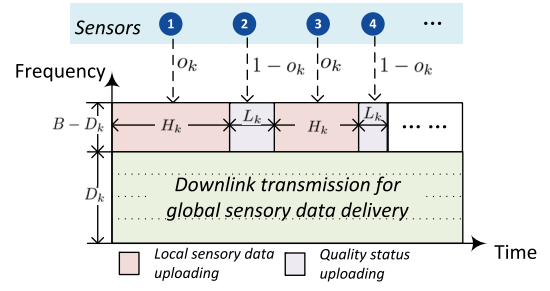 Sensors 1 2 3 4 ...
o_k 1 − o_k o_k 1 − o_k
Frequency
B − D_k H_k L_k H_k L_k ... ...
D_k
Downlink transmission for
global sensory data delivery
Time
Local sensory data
uploading
Quality status
uploading